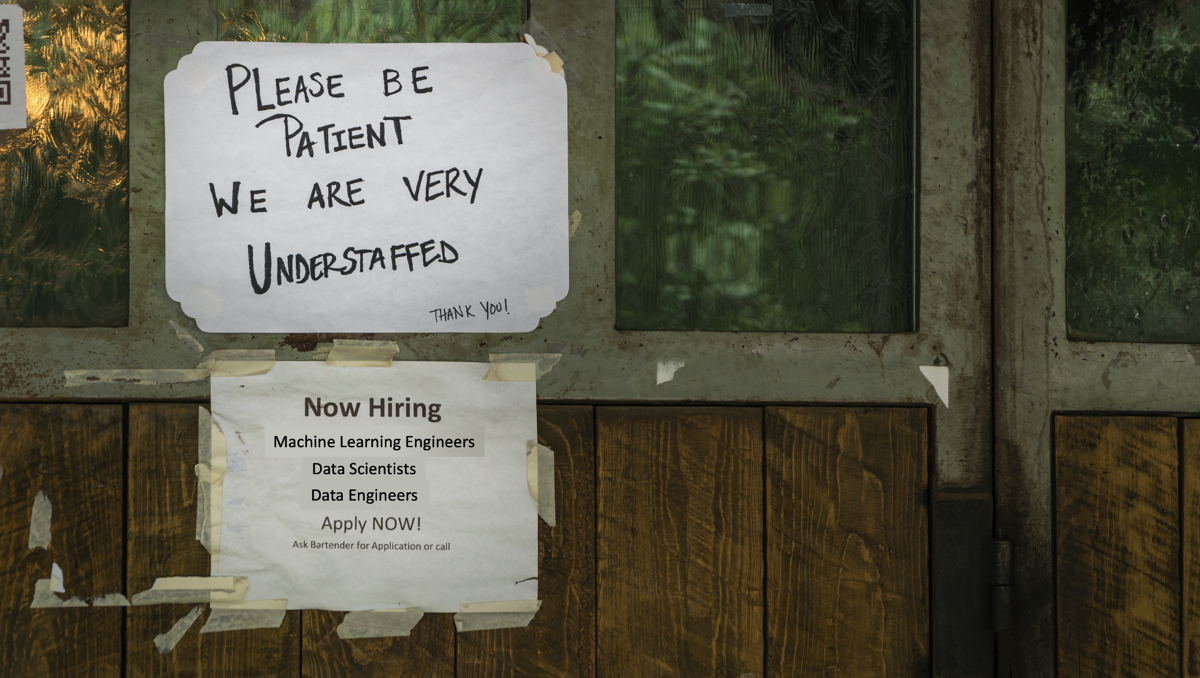 PLEASE BE
PATIENT
WE ARE VERY
UNDERSTAFFED
THANK YOU!
Now Hiring
Machine Learning Engineers
Data Scientists
Data Engineers
Apply NOW!
Ask Bartender for Application or call